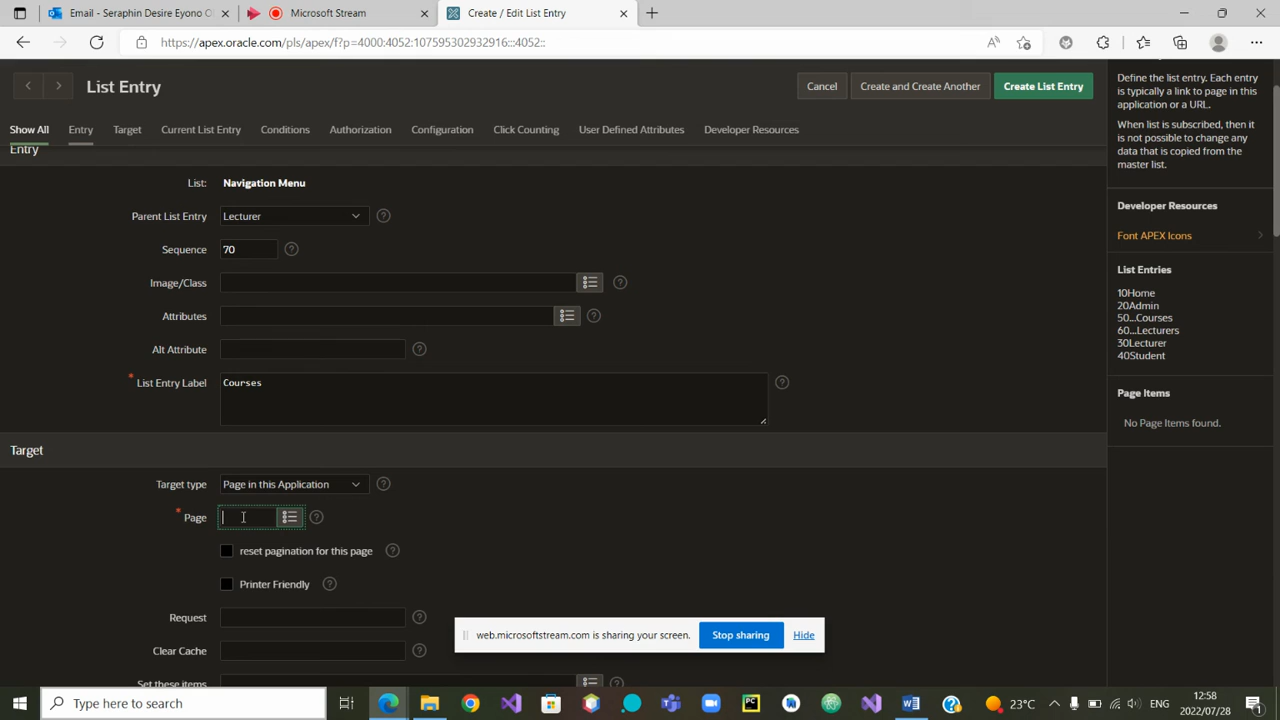 Email - Seraphin Desire Eyono O
Microsoft Stream
Create / Edit List Entry
https://apex.oracle.com/pls/apex/f?p=4000:4052:107595302932916:::4052::
List Entry
Cancel
Create and Create Another
Create List Entry
Show All
Entry
Target
Current List Entry
Conditions
Authorization
Configuration
Click Counting
User Defined Attributes
Developer Resources
Entry
List: Navigation Menu
Parent List Entry Lecturer
Sequence 70
Image/Class
Attributes
Alt Attribute
* List Entry Label Courses
Target
Target type Page in this Application
* Page
reset pagination for this page
Printer Friendly
Request
Clear Cache
Set these items
Define the list entry. Each entry
is typically a link to page in this
application or a URL.
When list is subscribed, then it
is not possible to change any
data that is copied from the
master list.
Developer Resources
Font APEX Icons
List Entries
10Home
20Admin
50...Courses
60...Lecturers
30Lecturer
40Student
Page Items
No Page Items found.
web.microsoftstream.com is sharing your screen.
Stop sharing
Hide
Type here to search
23°C
ENG
12:58
2022/07/28